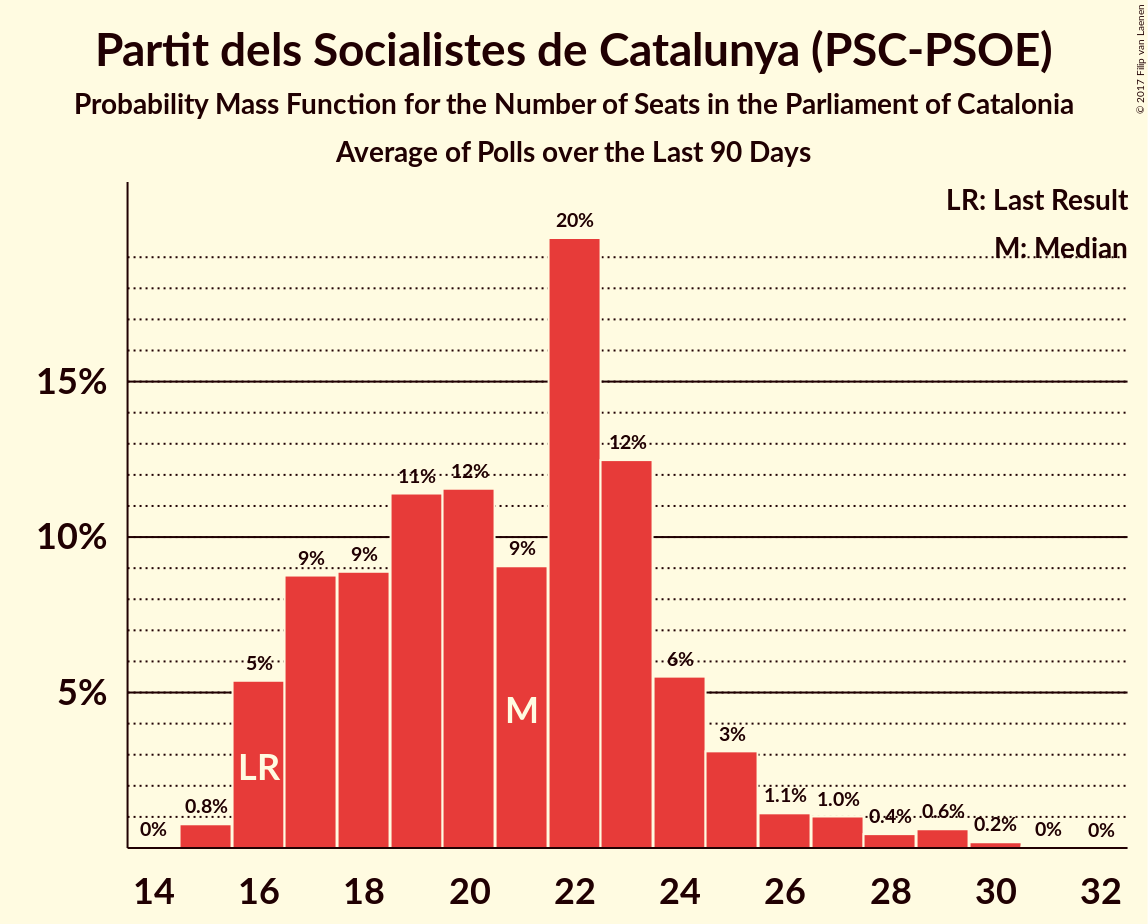 Partit dels Socialistes de Catalunya (PSC-PSOE)
Probability Mass Function for the Number of Seats in the Parliament of Catalonia
Average of Polls over the Last 90 Days
© 2017 Filip van Laenen
LR: Last Result
M: Median
15%
10%
5%
0%
0.8%
5%
9%
9%
11%
12%
9%
20%
12%
6%
3%
1.1%
1.0%
0.4%
0.6%
0.2%
0%
0%
LR
M
14 16 18 20 22 24 26 28 30 32